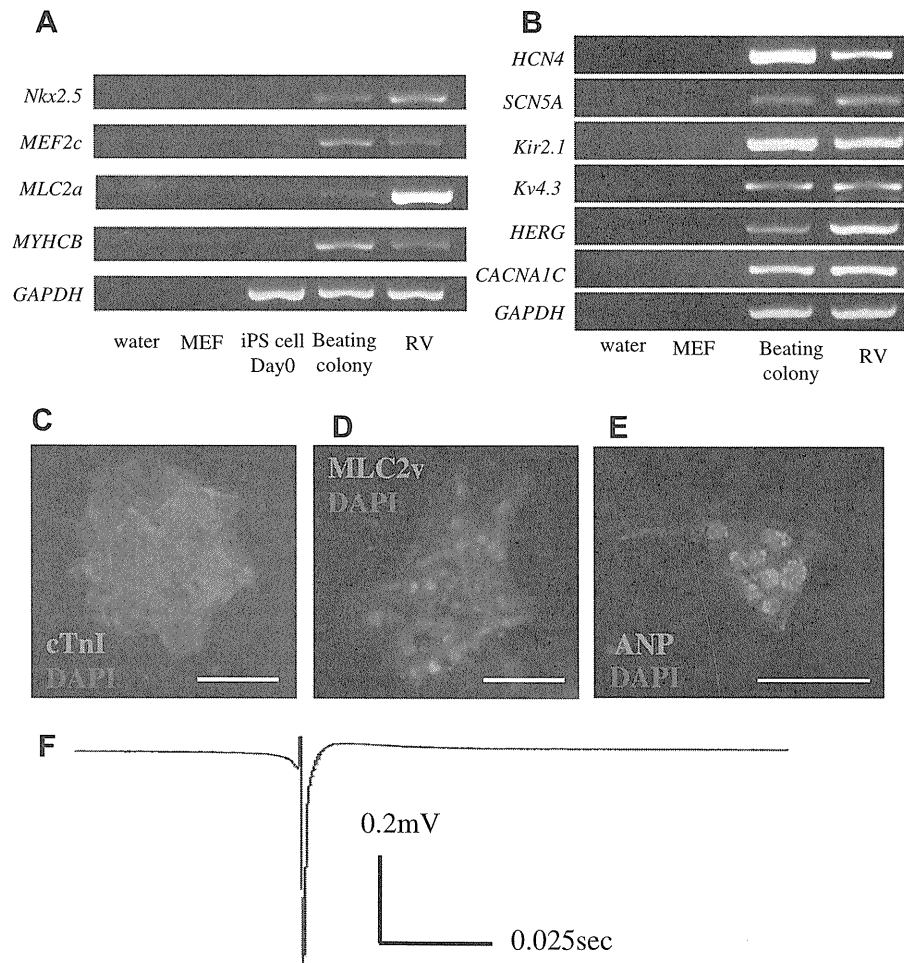 A
Nkx2.5
MEF2c
MLC2a
MYHCB
GAPDH
water MEF iPS cell Day0 Beating colony RV
B
HCN4
SCN5A
Kir2.1
Kv4.3
HERG
CACNA1C
GAPDH
water MEF Beating colony RV
C
cTnI
DAPI
D
MLC2v
DAPI
E
ANP
DAPI
F
0.2mV
0.025sec